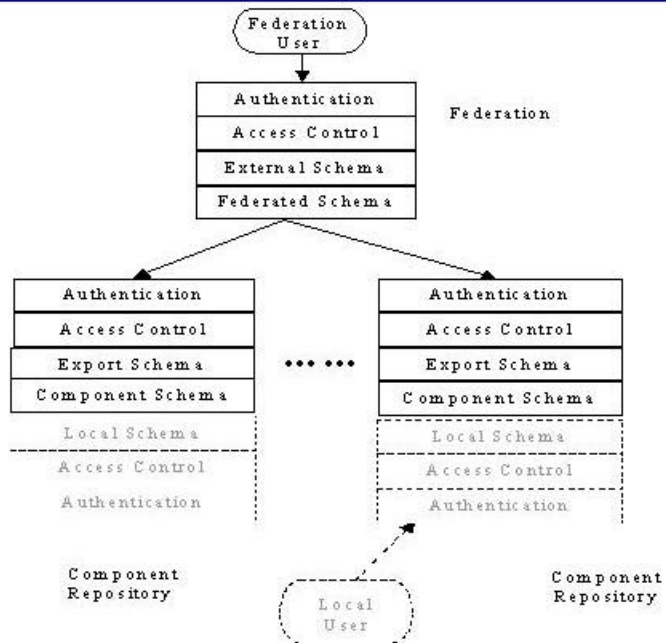 Federation
User
Authentication
Access Control
External Schema
Federated Schema
Federation
Authentication
Access Control
Export Schema
Component Schema
Local Schema
Access Control
Authentication
Authentication
Access Control
Export Schema
Component Schema
Local Schema
Access Control
Authentication
Component
Repository
Local
User
Component
Repository